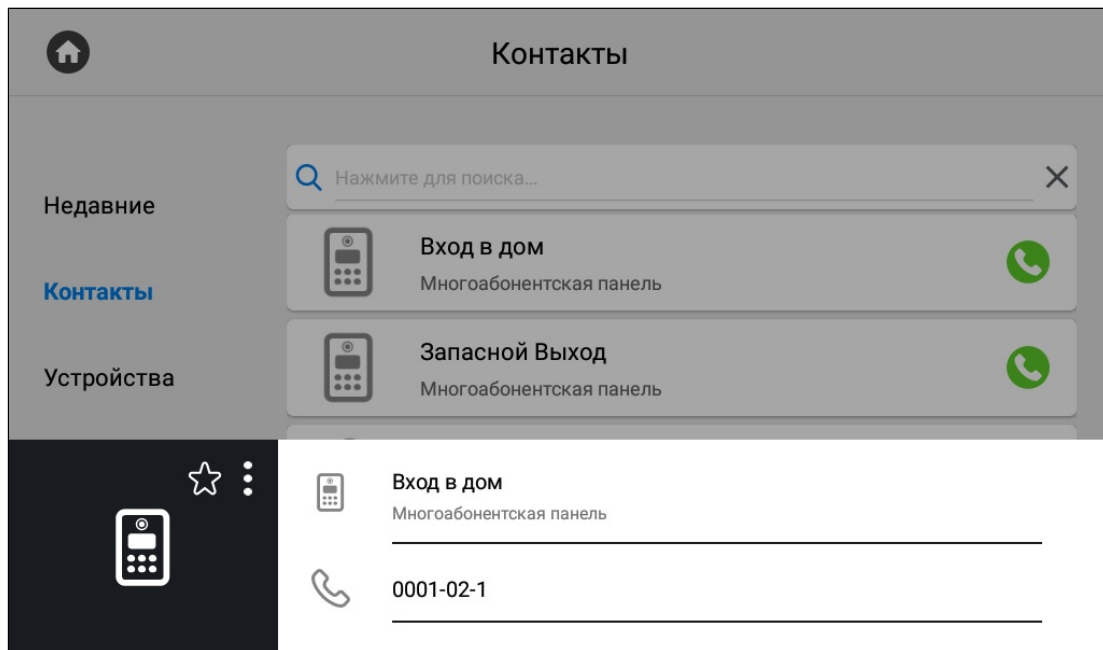 Контакты
Нажмите для поиска...
Недавние
Вход в дом
Многоабонентская панель
Контакты
Запасной Выход
Многоабонентская панель
Устройства
Вход в дом
Многоабонентская панель
0001-02-1